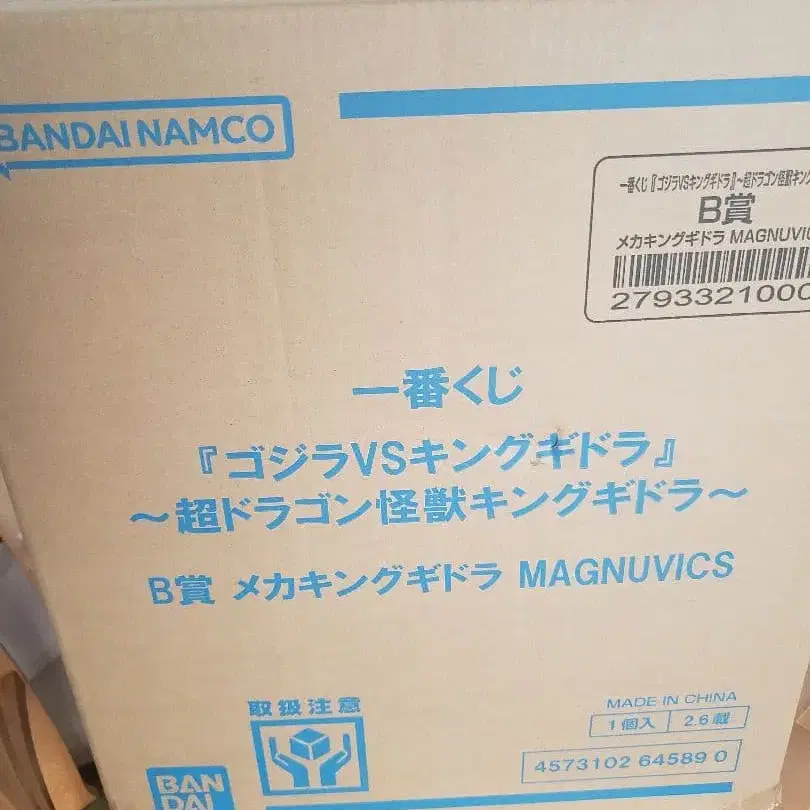 BANDAI NAMCO
一番くじ『ゴジラVSキングギドラ』〜超ドラゴン怪獣キング
B賞
メカキングギドラ MAGNUVIC
2793321000
一番くじ
『ゴジラVSキングギドラ』
〜超ドラゴン怪獣キングギドラ〜
B賞 メカキングギドラ MAGNUVICS
取扱注意
MADE IN CHINA
1個入 2.6載
4573102 64589 0
BAN
DAI